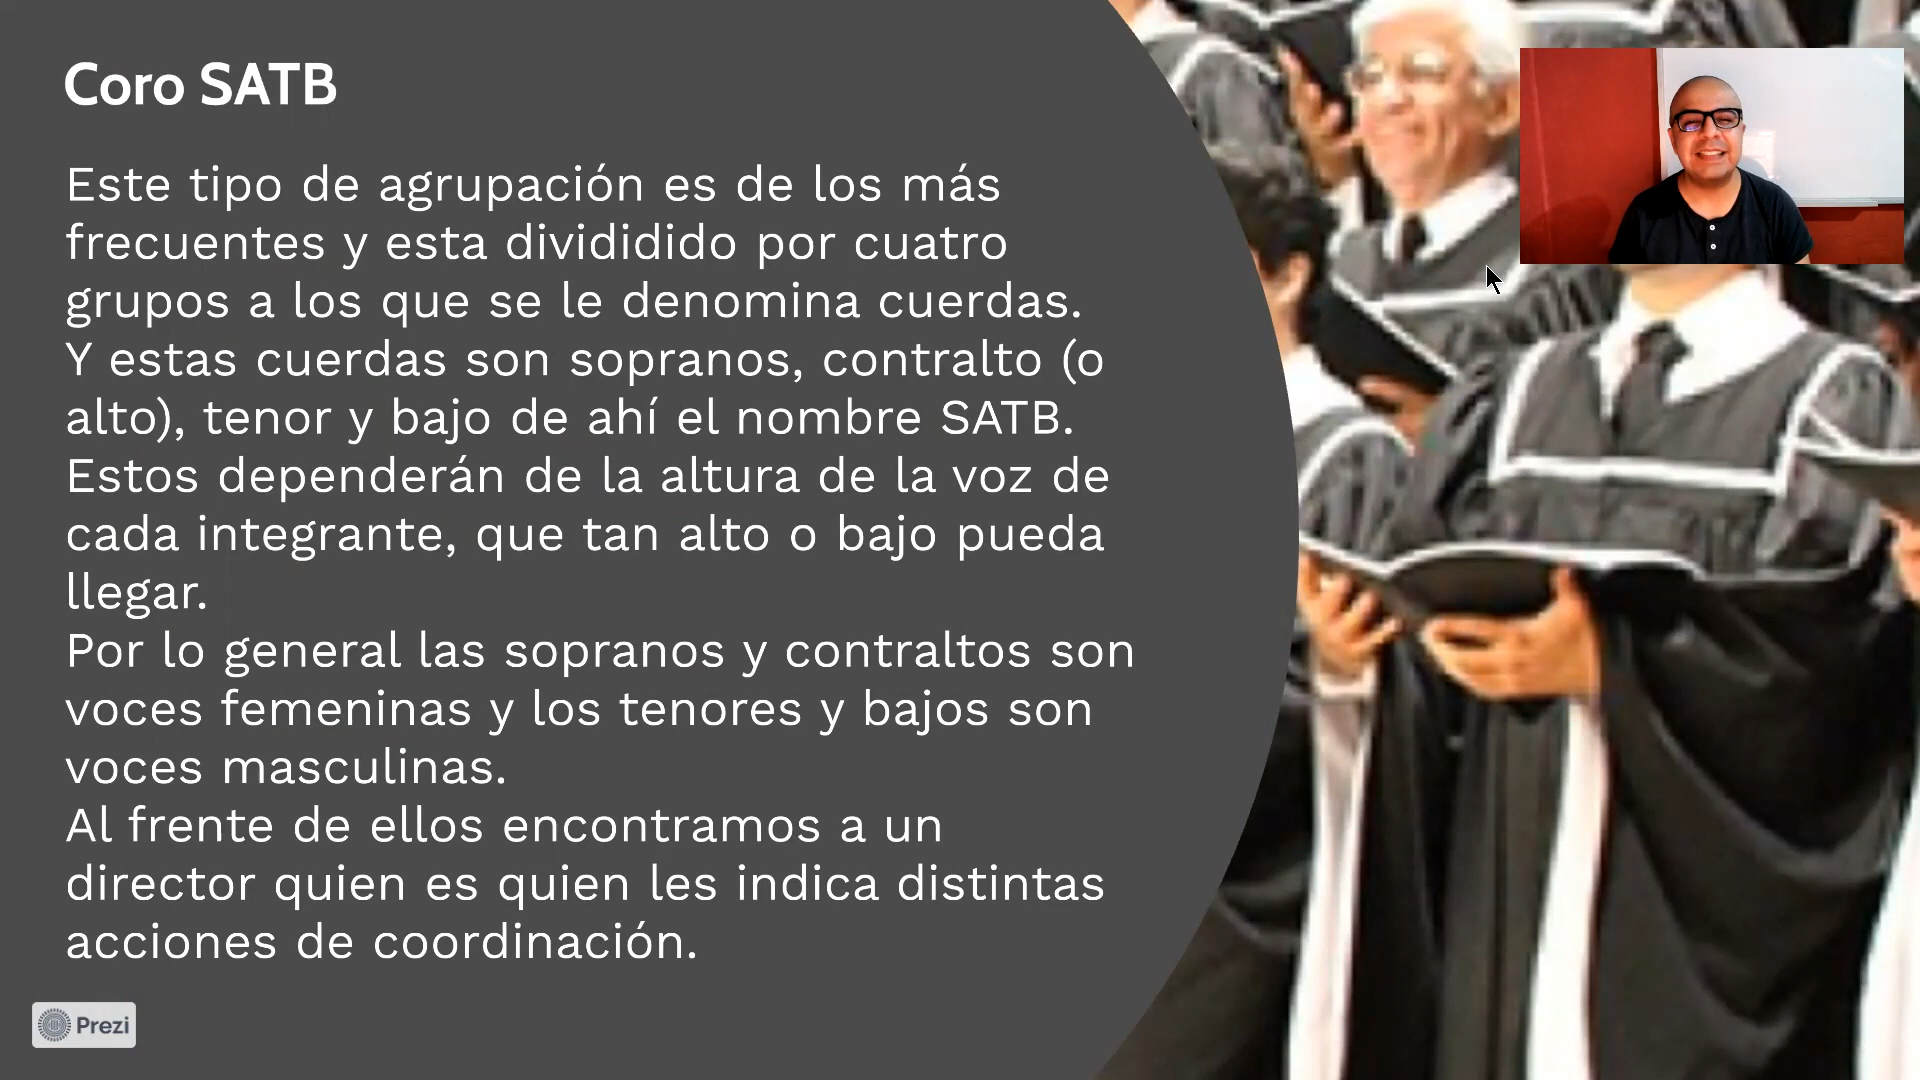 Coro SATB
Este tipo de agrupación es de los más
frecuentes y esta divididido por cuatro
grupos a los que se le denomina cuerdas.
Y estas cuerdas son sopranos, contralto (o
alto), tenor y bajo de ahí el nombre SATB.
Estos dependerán de la altura de la voz de
cada integrante, que tan alto o bajo pueda
llegar.
Por lo general las sopranos y contraltos son
voces femeninas y los tenores y bajos son
voces masculinas.
Al frente de ellos encontramos a un
director quien es quien les indica distintas
acciones de coordinación.
Prezi